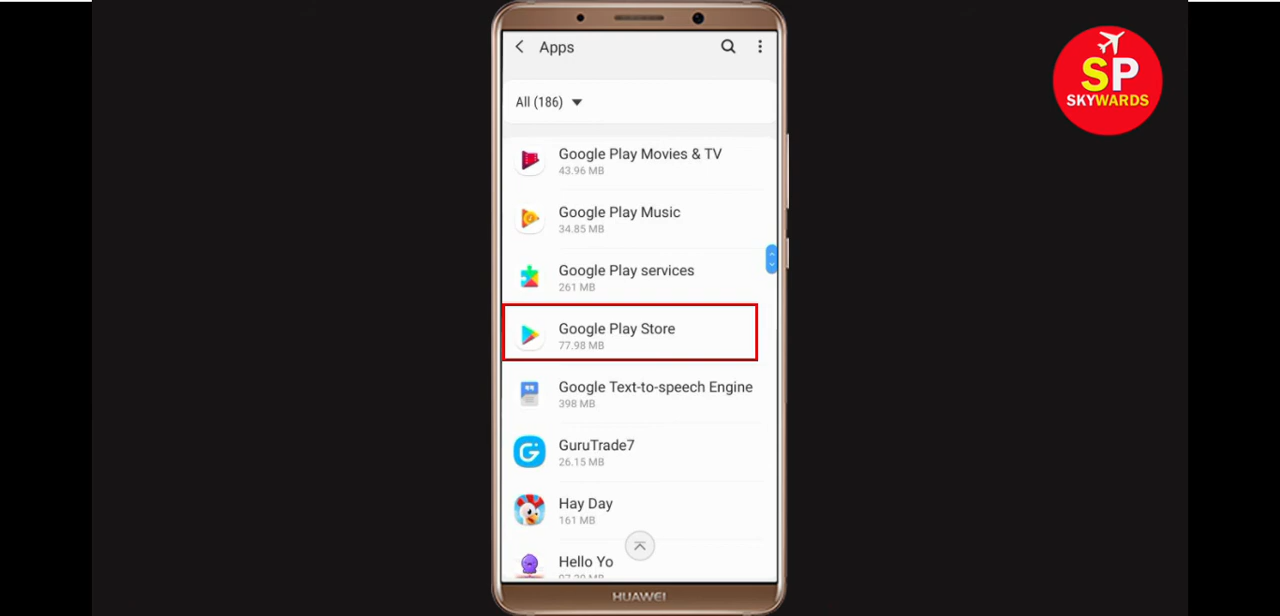 Apps
All (186)
Google Play Movies & TV
43.96 MB
Google Play Music
34.85 MB
Google Play services
261 MB
Google Play Store
77.98 MB
Google Text-to-speech Engine
398 MB
GuruTrade7
26.15 MB
Hay Day
161 MB
Hello Yo
HUAWEI
SP
SKYWARDS